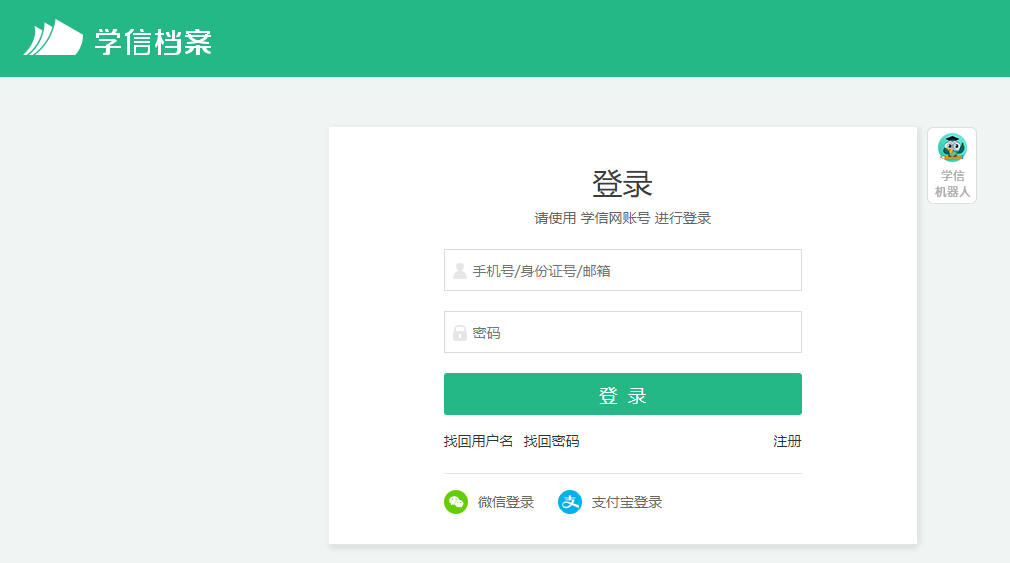 学信档案
登录
请使用 学信网账号 进行登录
手机号/身份证号/邮箱
密码
登 录
找回用户名 找回密码 注册
微信登录 支付宝登录
学信
机器人